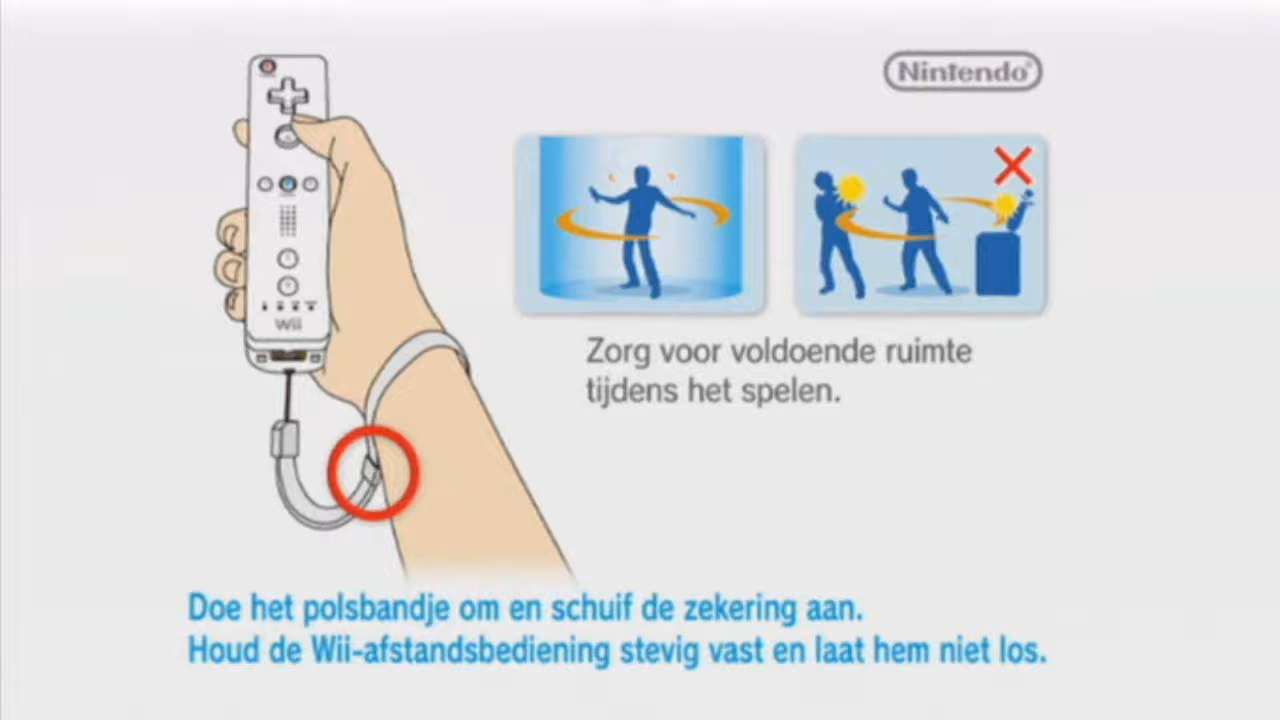 Nintendo®
Zorg voor voldoende ruimte
tijdens het spelen.
Wii
Doe het polsbandje om en schuif de zekering aan.
Houd de Wii-afstandsbediening stevig vast en laat hem niet los.